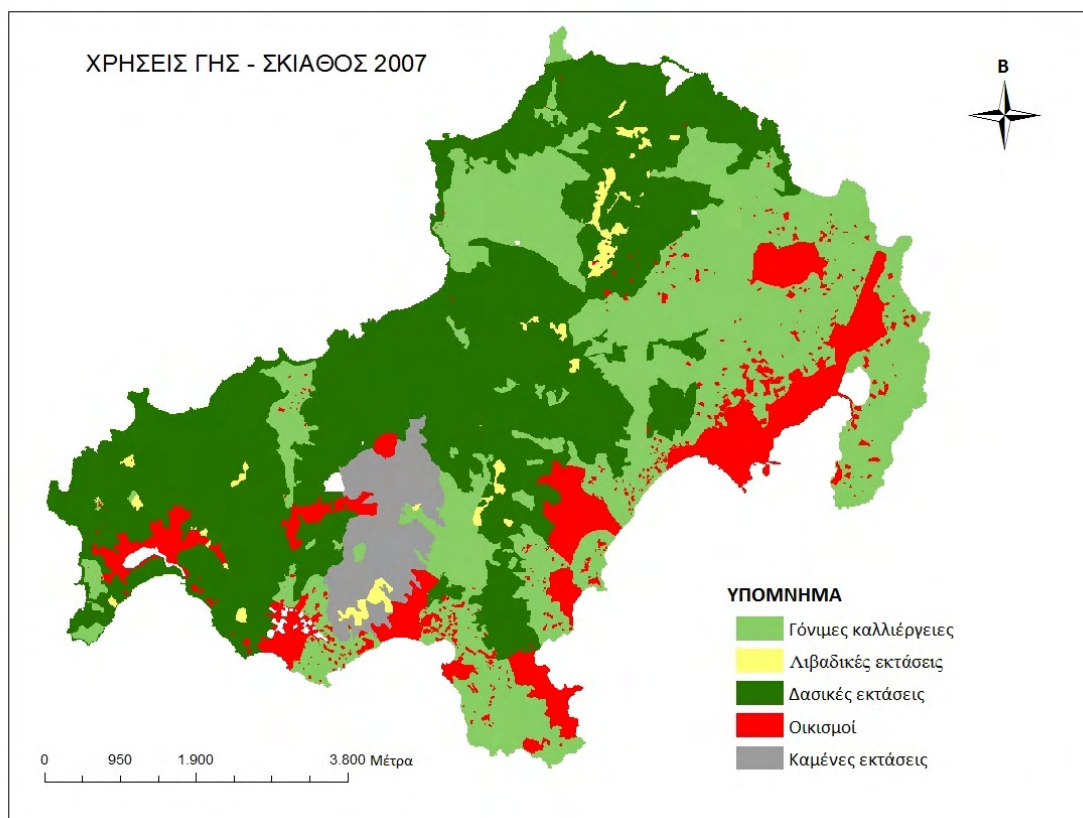 ΧΡΗΣΕΙΣ ΓΗΣ - ΣΚΙΑΘΟΣ 2007
Β
ΥΠΟΜΝΗΜΑ
Γόνιμες καλλιέργειες
Λιβαδικές εκτάσεις
Δασικές εκτάσεις
Οικισμοί
Καμένες εκτάσεις
0 950 1.900 3.800 Μέτρα